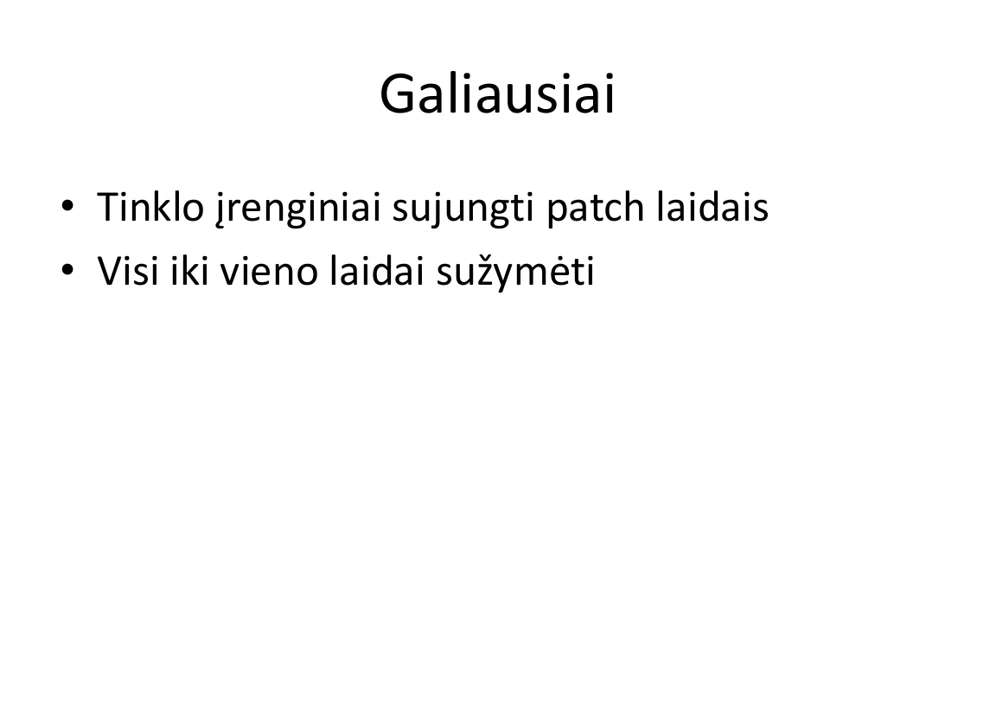 Galiausiai
• Tinklo įrenginiai sujungti patch laidais
• Visi iki vieno laidai sužymėti